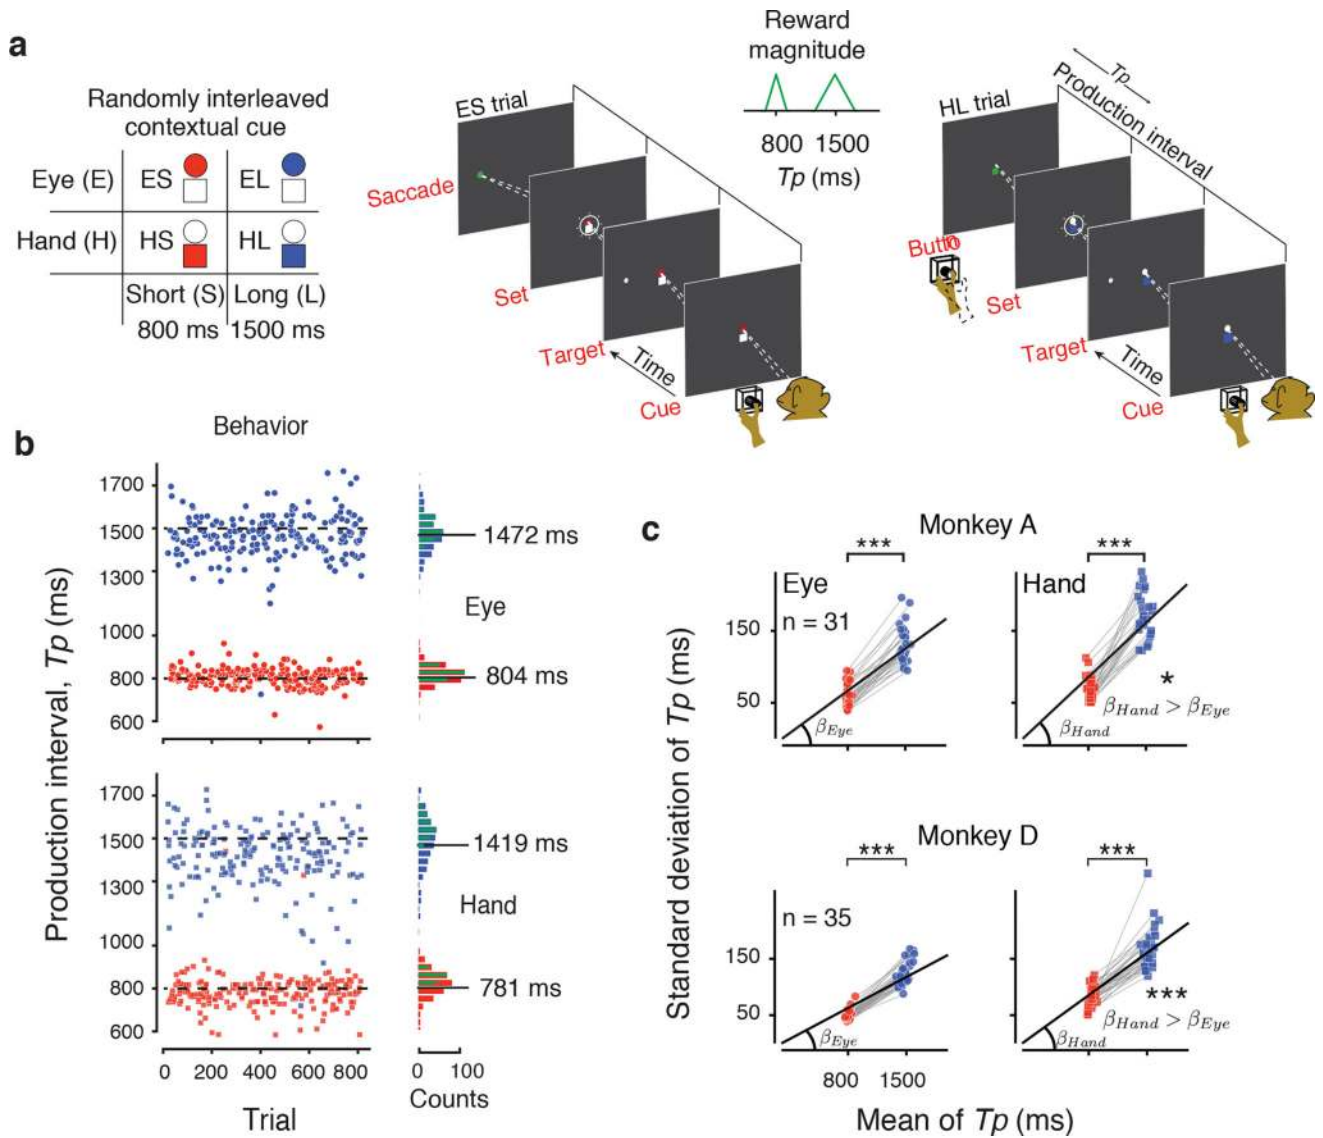 a
Randomly interleaved
contextual cue
Eye (E)
ES
EL
Hand (H)
HS
HL
Short (S)
Long (L)
800 ms
1500 ms
ES trial
Saccade
Set
Target
Time
Cue
Reward
magnitude
800 1500
Tp (ms)
HL trial
Tp
Production interval
Button
Set
Target
Time
Cue
b
Behavior
Production interval, Tp (ms)
1700
1500
1300
1000
800
600
1472 ms
Eye
804 ms
1700
1500
1300
1000
800
600
0 200 400 600 800
Trial
1419 ms
Hand
781 ms
0 100
Counts
c
Monkey A
Standard deviation of Tp (ms)
***
Eye
n = 31
150
50
βEye
***
Hand
*
βHand > βEye
βHand
Monkey D
***
n = 35
150
50
βEye
800 1500
***
***
βHand > βEye
βHand
Mean of Tp (ms)